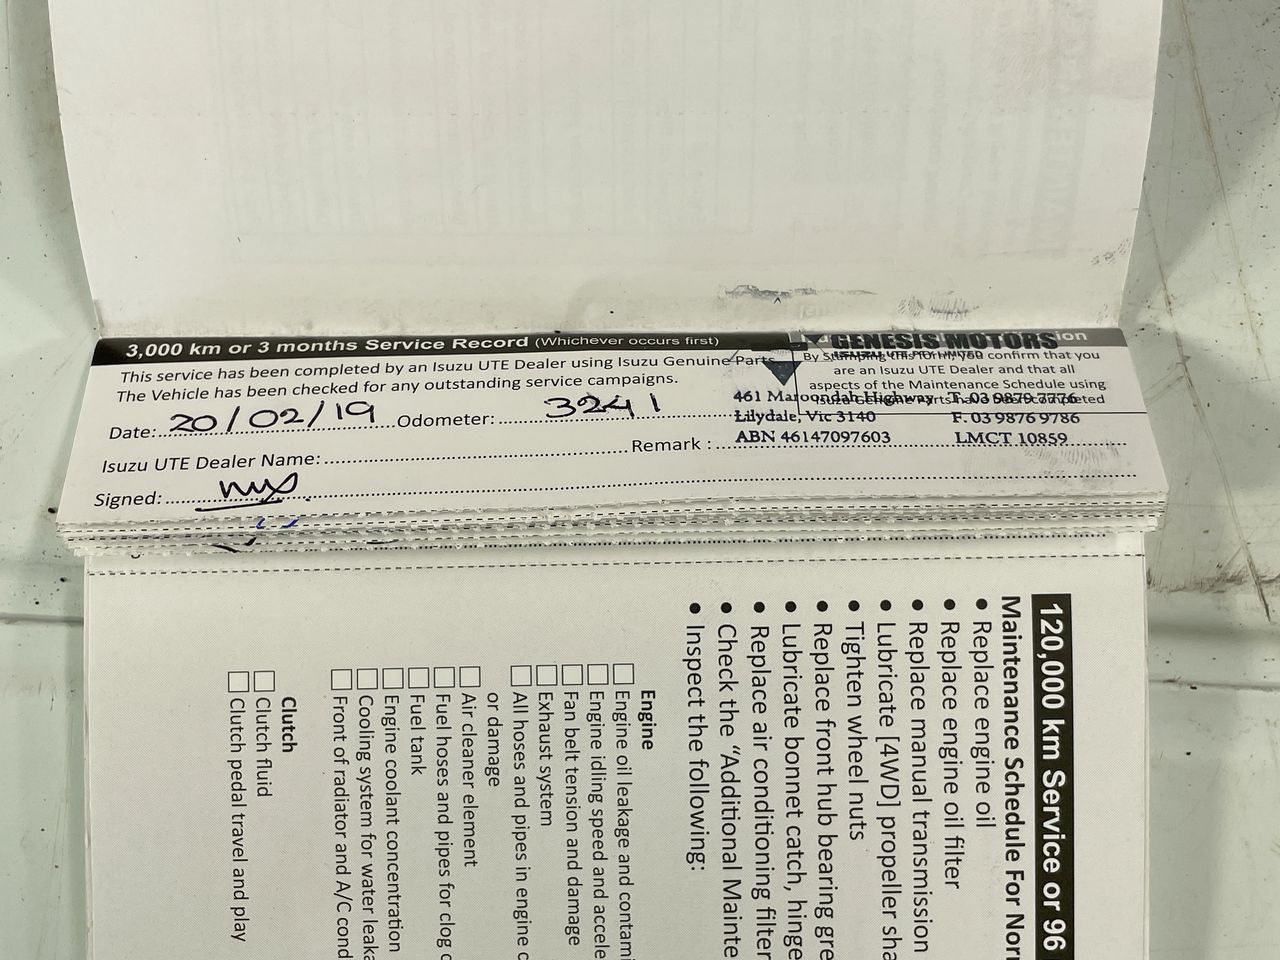 3,000 km or 3 months Service Record (Whichever occurs first)
This service has been completed by an Isuzu UTE Dealer using Isuzu Genuine Parts
The Vehicle has been checked for any outstanding service campaigns.
Date: 20/02/19 Odometer: 3241
Isuzu UTE Dealer Name: Remark :
Signed:
GENESIS MOTORS ion
By Stamping this form, you confirm that you
are an Isuzu UTE Dealer and that all
aspects of the Maintenance Schedule using
Isuzu Genuine Parts have been completed
461 Maroondah Highway T. 03 9879 7776
Lilydale, Vic 3140 F. 03 9876 9786
ABN 46147097603 LMCT 10859
120,000 km Service or 96
Maintenance Schedule For Nor
• Replace engine oil
• Replace engine oil filter
• Replace manual transmission
• Lubricate [4WD] propeller sha
• Tighten wheel nuts
• Replace front hub bearing gre
• Lubricate bonnet catch, hinge
• Replace air conditioning filter
• Check the “Additional Mainte
• Inspect the following:
Engine
Engine oil leakage and contami
Engine idling speed and accele
Fan belt tension and damage
Exhaust system
All hoses and pipes in engine c
or damage
Air cleaner element
Fuel hoses and pipes for clog o
Fuel tank
Engine coolant concentration
Cooling system for water leaka
Front of radiator and A/C cond
Clutch
Clutch fluid
Clutch pedal travel and play